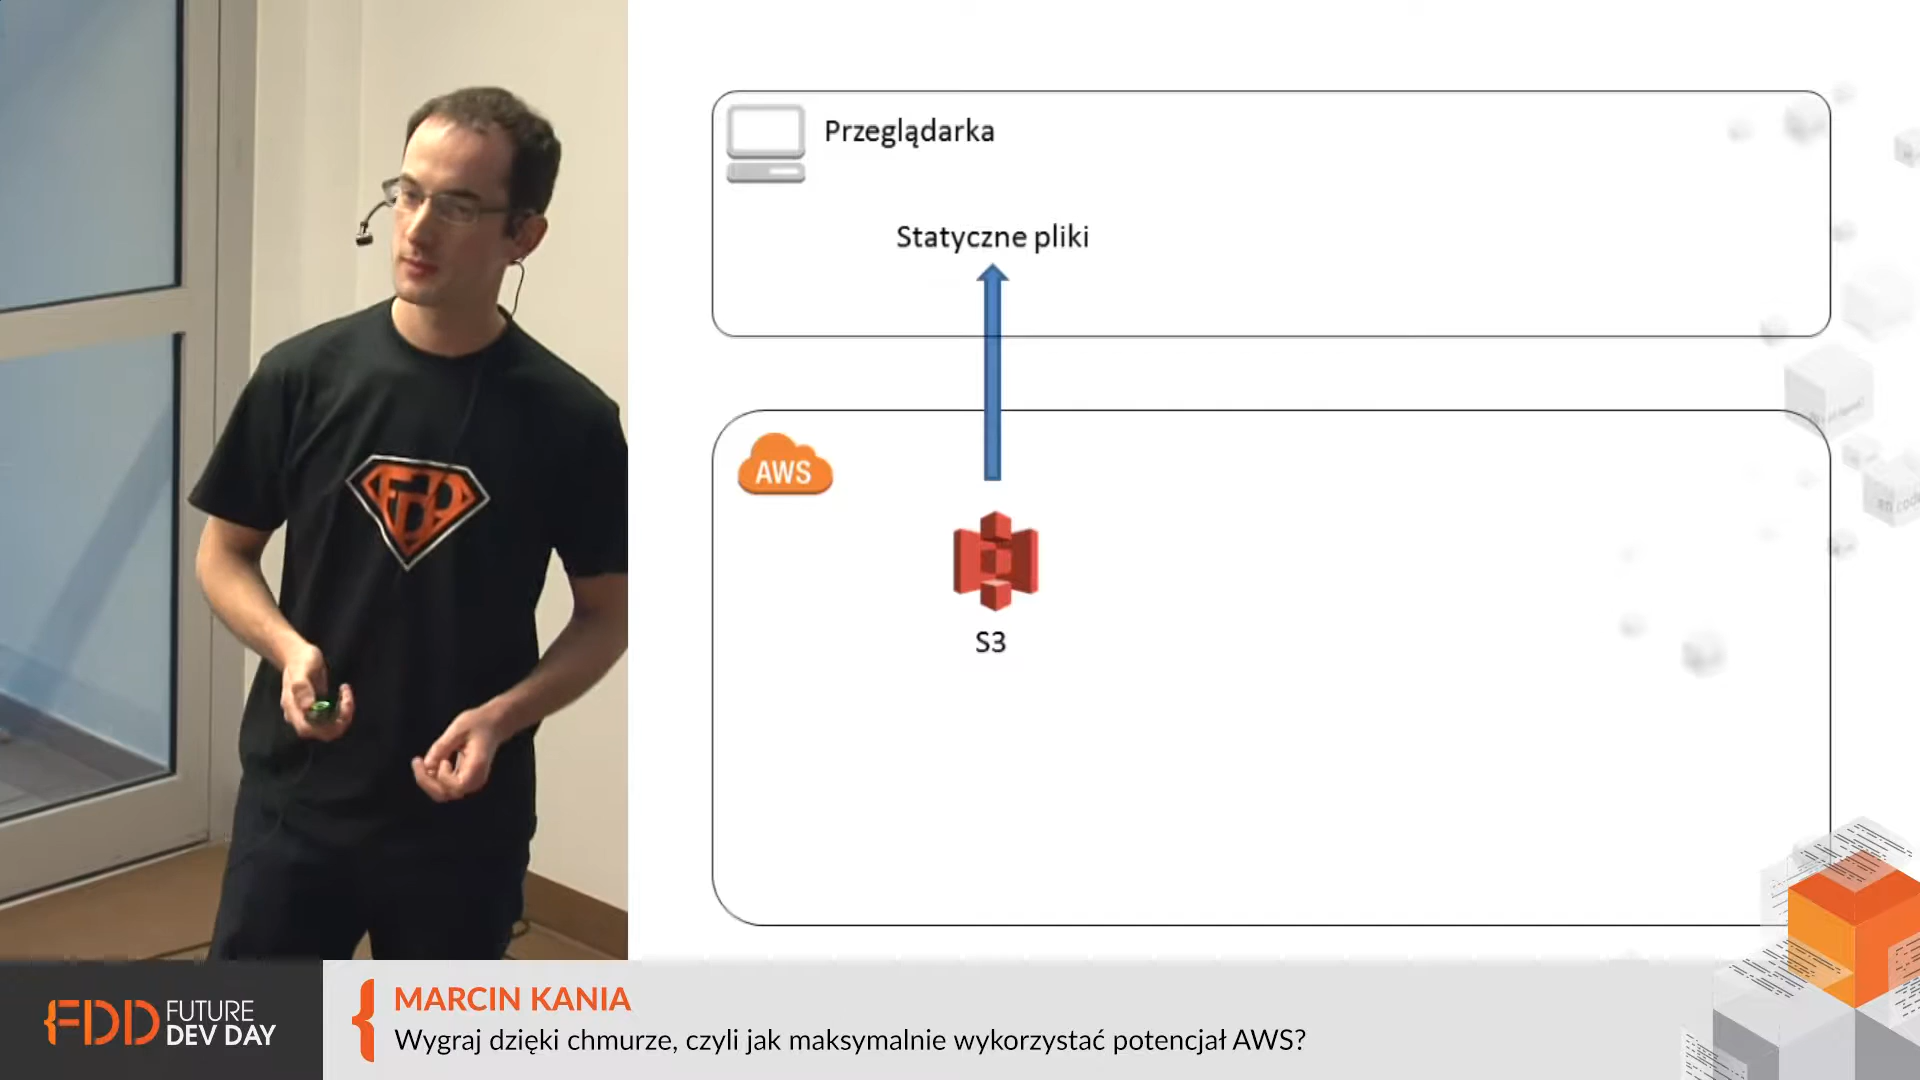 Przeglądarka
Statyczne pliki
AWS
S3
FDD
FDD FUTURE
DEV DAY
MARCIN KANIA
Wygraj dzięki chmurze, czyli jak maksymalnie wykorzystać potencjał AWS?